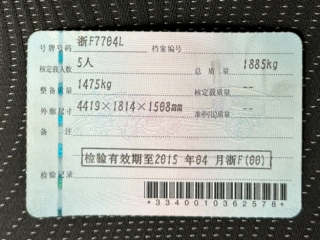 号牌号码 浙F7704L 档案编号
核定载人数 5人 总质量 1885kg
整备质量 1475kg 核定载质量 --
外廓尺寸 4419×1814×1508mm 准牵引总质量 --
备注
检验有效期至2015年04月浙F(00)
检验记录
*3340010362578*